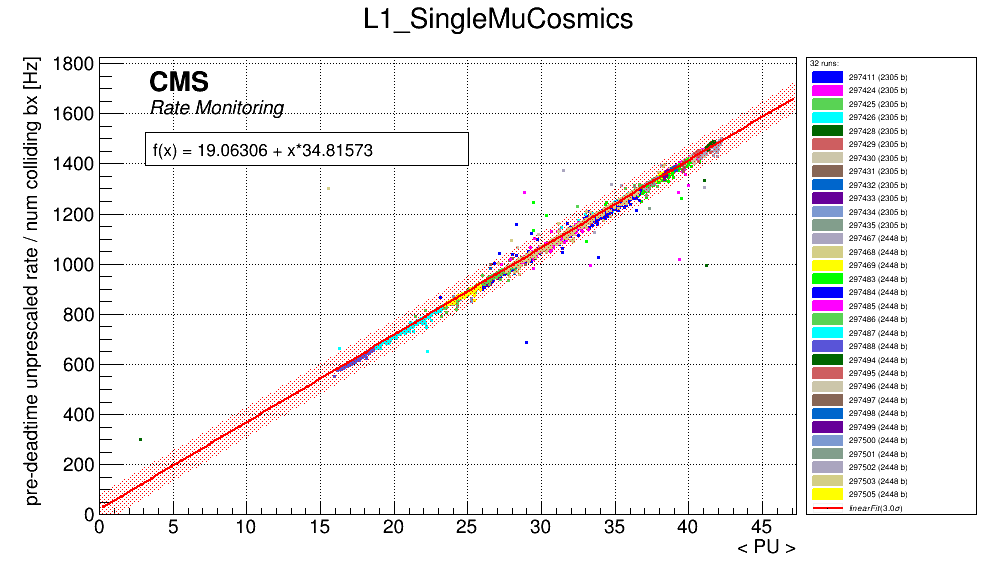 L1_SingleMuCosmics
pre-deadtime unprescaled rate / num colliding bx [Hz]
1800
1600
1400
1200
1000
800
600
400
200
0
CMS
Rate Monitoring
f(x) = 19.06306 + x*34.81573
0 5 10 15 20 25 30 35 40 45
< PU >
32 runs:
297411 (2305 b)
297424 (2305 b)
297425 (2305 b)
297426 (2305 b)
297428 (2305 b)
297429 (2305 b)
297430 (2305 b)
297431 (2305 b)
297432 (2305 b)
297433 (2305 b)
297434 (2305 b)
297435 (2305 b)
297467 (2448 b)
297468 (2448 b)
297469 (2448 b)
297483 (2448 b)
297484 (2448 b)
297485 (2448 b)
297486 (2448 b)
297487 (2448 b)
297488 (2448 b)
297494 (2448 b)
297495 (2448 b)
297496 (2448 b)
297497 (2448 b)
297498 (2448 b)
297499 (2448 b)
297500 (2448 b)
297501 (2448 b)
297502 (2448 b)
297503 (2448 b)
297505 (2448 b)
linearFit(3.0σ)